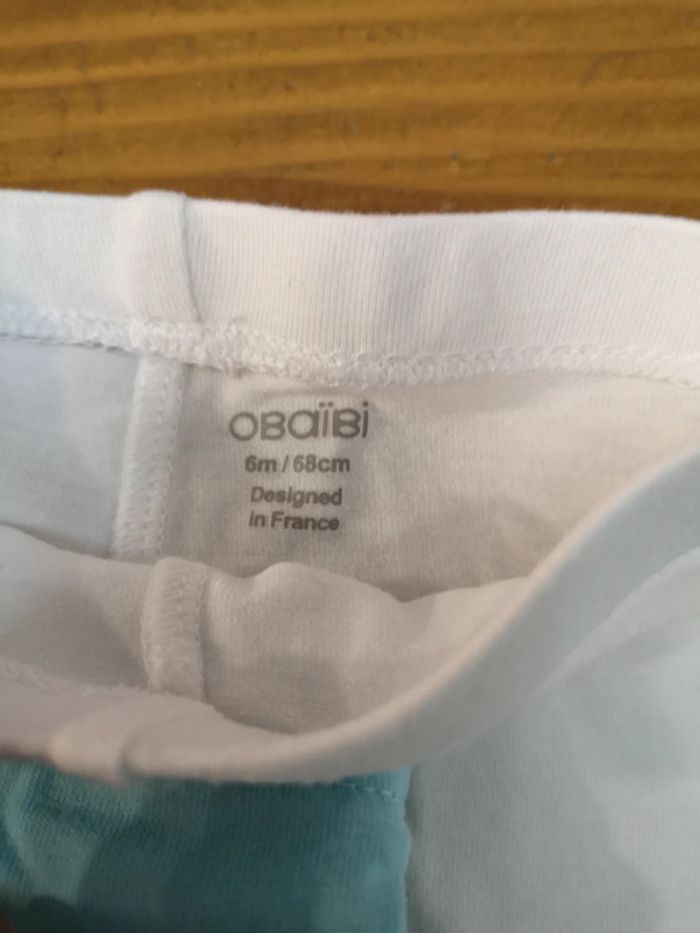 OBaïBi
6m / 68cm
Designed
in France